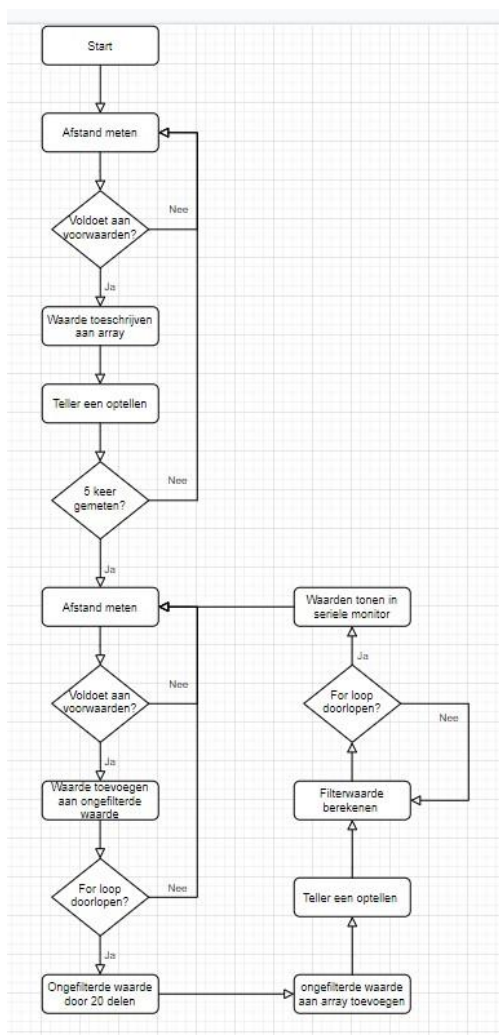 Start
Afstand meten
Voldoet aan
voorwaarden?
Nee
Ja
Waarde toeschrijven
aan array
Teller een optellen
5 keer
gemeten?
Nee
Ja
Afstand meten
Voldoet aan
voorwaarden?
Nee
Ja
Waarde toevoegen
aan ongefilterde
waarde
For loop
doorlopen?
Nee
Ja
Ongefilterde waarde
door 20 delen
ongefilterde waarde
aan array toevoegen
Teller een optellen
Filterwaarde
berekenen
For loop
doorlopen?
Nee
Ja
Waarden tonen in
seriele monitor